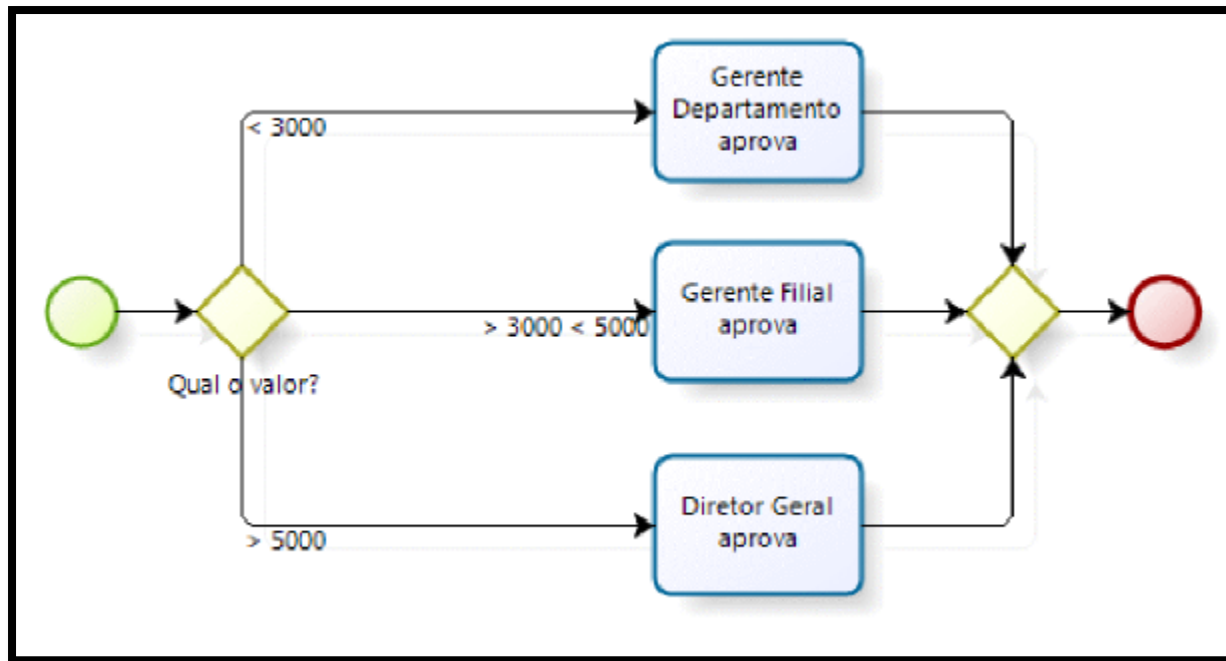 Gerente
Departamento
aprova
< 3000
Gerente Filial
aprova
> 3000 < 5000
Qual o valor?
Diretor Geral
aprova
> 5000